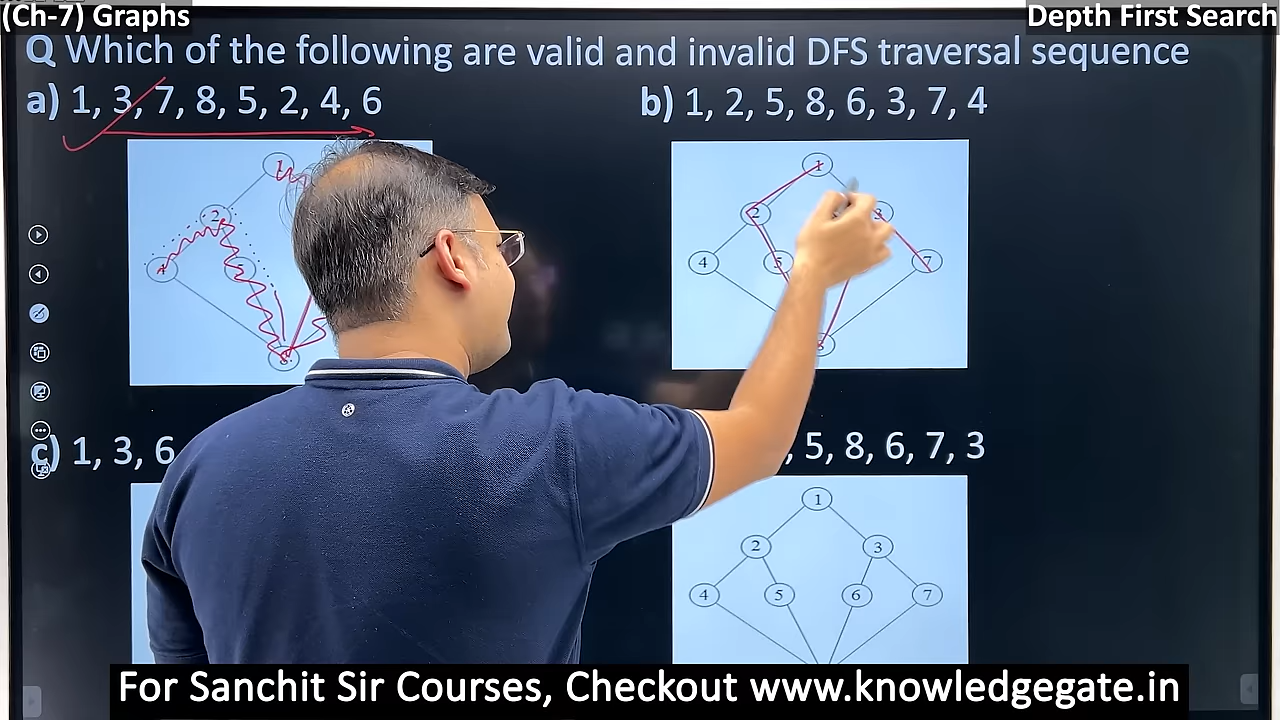 (Ch-7) Graphs
Depth First Search
Q Which of the following are valid and invalid DFS traversal sequence
a) 1, 3, 7, 8, 5, 2, 4, 6
b) 1, 2, 5, 8, 6, 3, 7, 4
1
2
1
2
3
4
5
7
c) 1, 3, 6
, 5, 8, 6, 7, 3
1
2
3
4
5
6
7
For Sanchit Sir Courses, Checkout www.knowledgegate.in